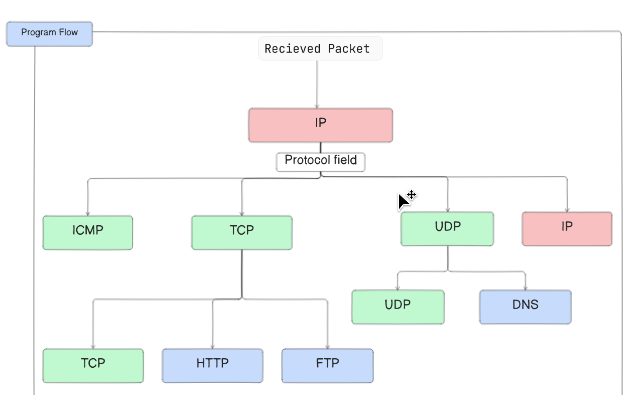 Program Flow
Recieved Packet
IP
Protocol field
ICMP
TCP
UDP
IP
UDP
DNS
TCP
HTTP
FTP